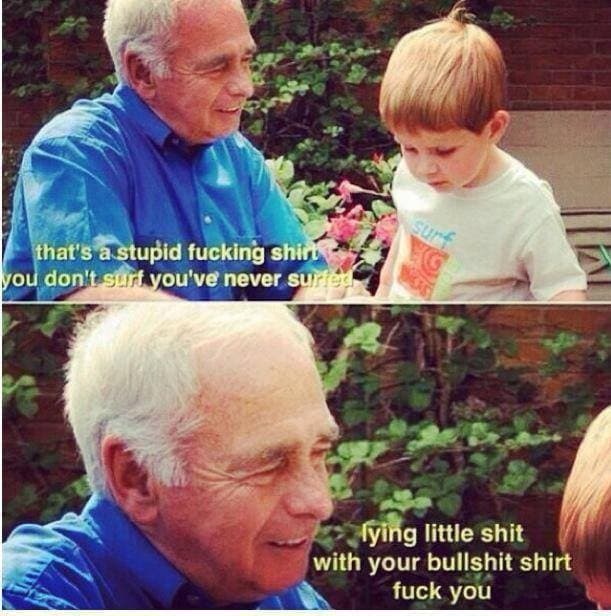 surf
that's a stupid fucking shirt
you don't surf you've never surfed
lying little shit
with your bullshit shirt
fuck you